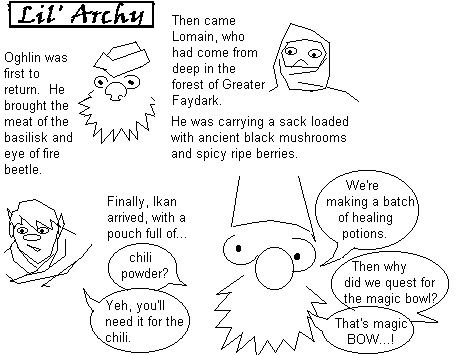 Lil' Archy
Oghlin was
first to
return.  He
brought the
meat of the
basilisk and
eye of fire
beetle.
Then came
Lomain, who
had come from
deep in the
forest of Greater
Faydark.
He was carrying a sack loaded
with ancient black mushrooms
and spicy ripe berries.
Finally, Ikan
arrived, with a
pouch full of...
chili
powder?
Yeh, you'll
need it for the
chili.
We're
making a batch
of healing
potions.
Then why
did we quest for
the magic bowl?
That's magic
BOW...!